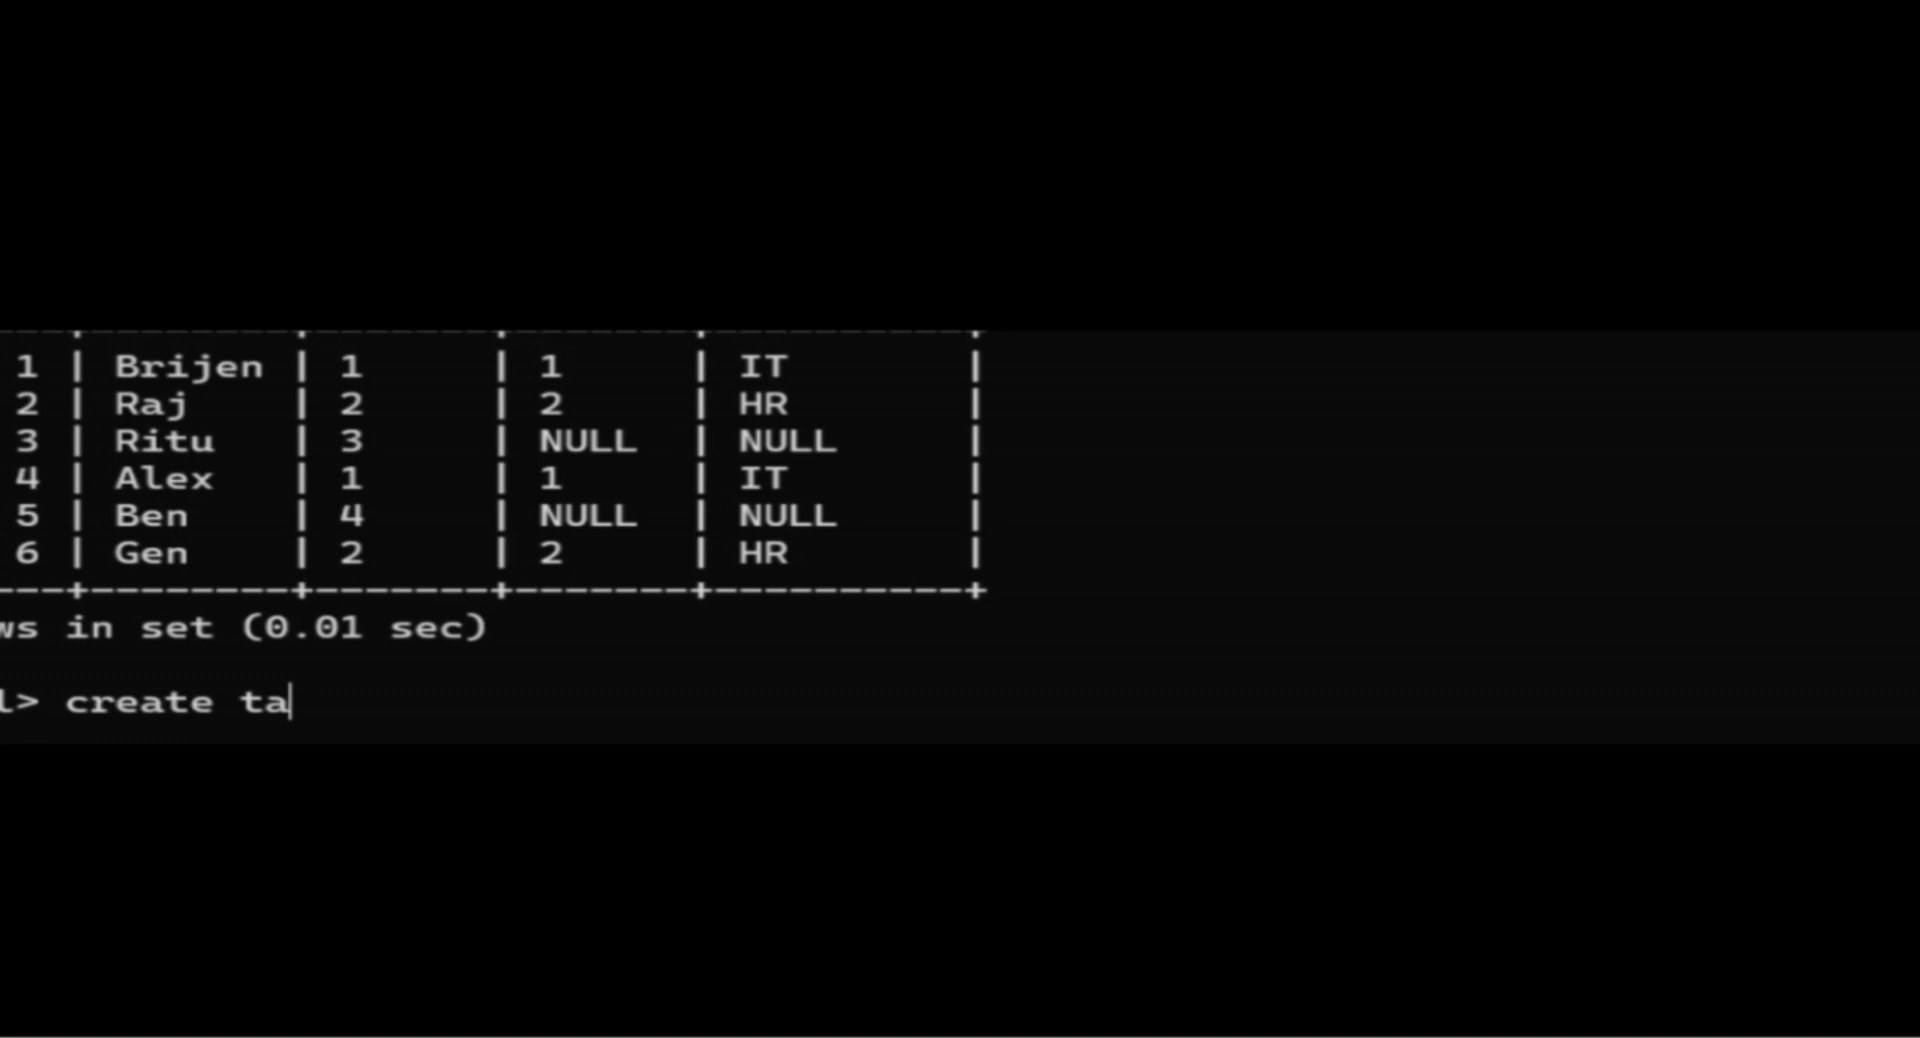 1 | Brijen | 1 | 1 | IT |
2 | Raj | 2 | 2 | HR |
3 | Ritu | 3 | NULL | NULL |
4 | Alex | 1 | 1 | IT |
5 | Ben | 4 | NULL | NULL |
6 | Gen | 2 | 2 | HR |
---+---------+-------+-------+-----------+
ws in set (0.01 sec)
l> create ta